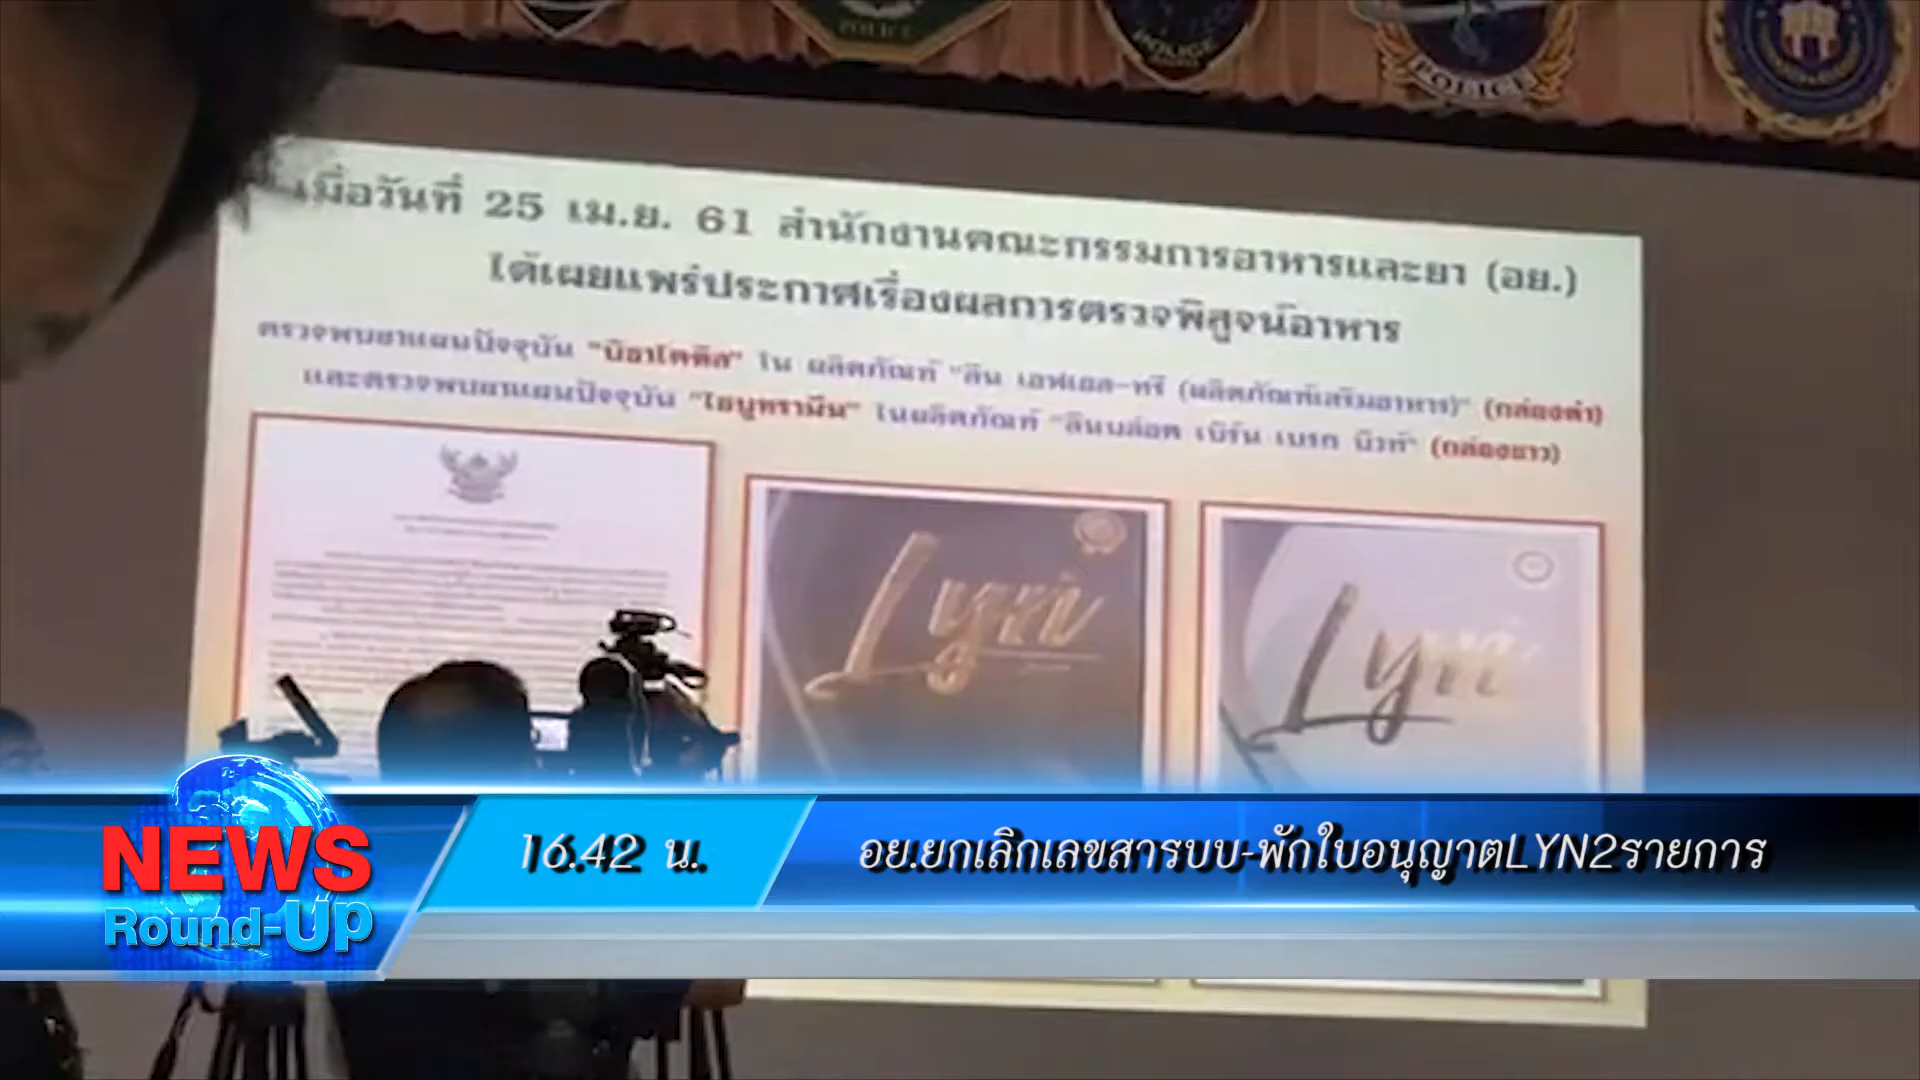 POLICE
POLICE
POLICE
เมื่อวันที่ 25 เม.ย. 61 สำนักงานคณะกรรมการอาหารและยา (อย.)
ได้เผยแพร่ประกาศเรื่องผลการตรวจพิสูจน์อาหาร
ตรวจพบยาแผนปัจจุบัน "บิซาโคดิล" ใน ผลิตภัณฑ์ "ลิน เอฟเอส-ทรี (ผลิตภัณฑ์เสริมอาหาร)" (กล่องดำ)
และตรวจพบยาแผนปัจจุบัน "ไซบูทรามีน" ในผลิตภัณฑ์ "ลินบล็อค เบิร์น เบรก บิวท์" (กล่องขาว)
Lyn
Lyn
NEWS
Round-Up
16.42 น.
อย.ยกเลิกเลขสารบบ-พักใบอนุญาตLYN2รายการ